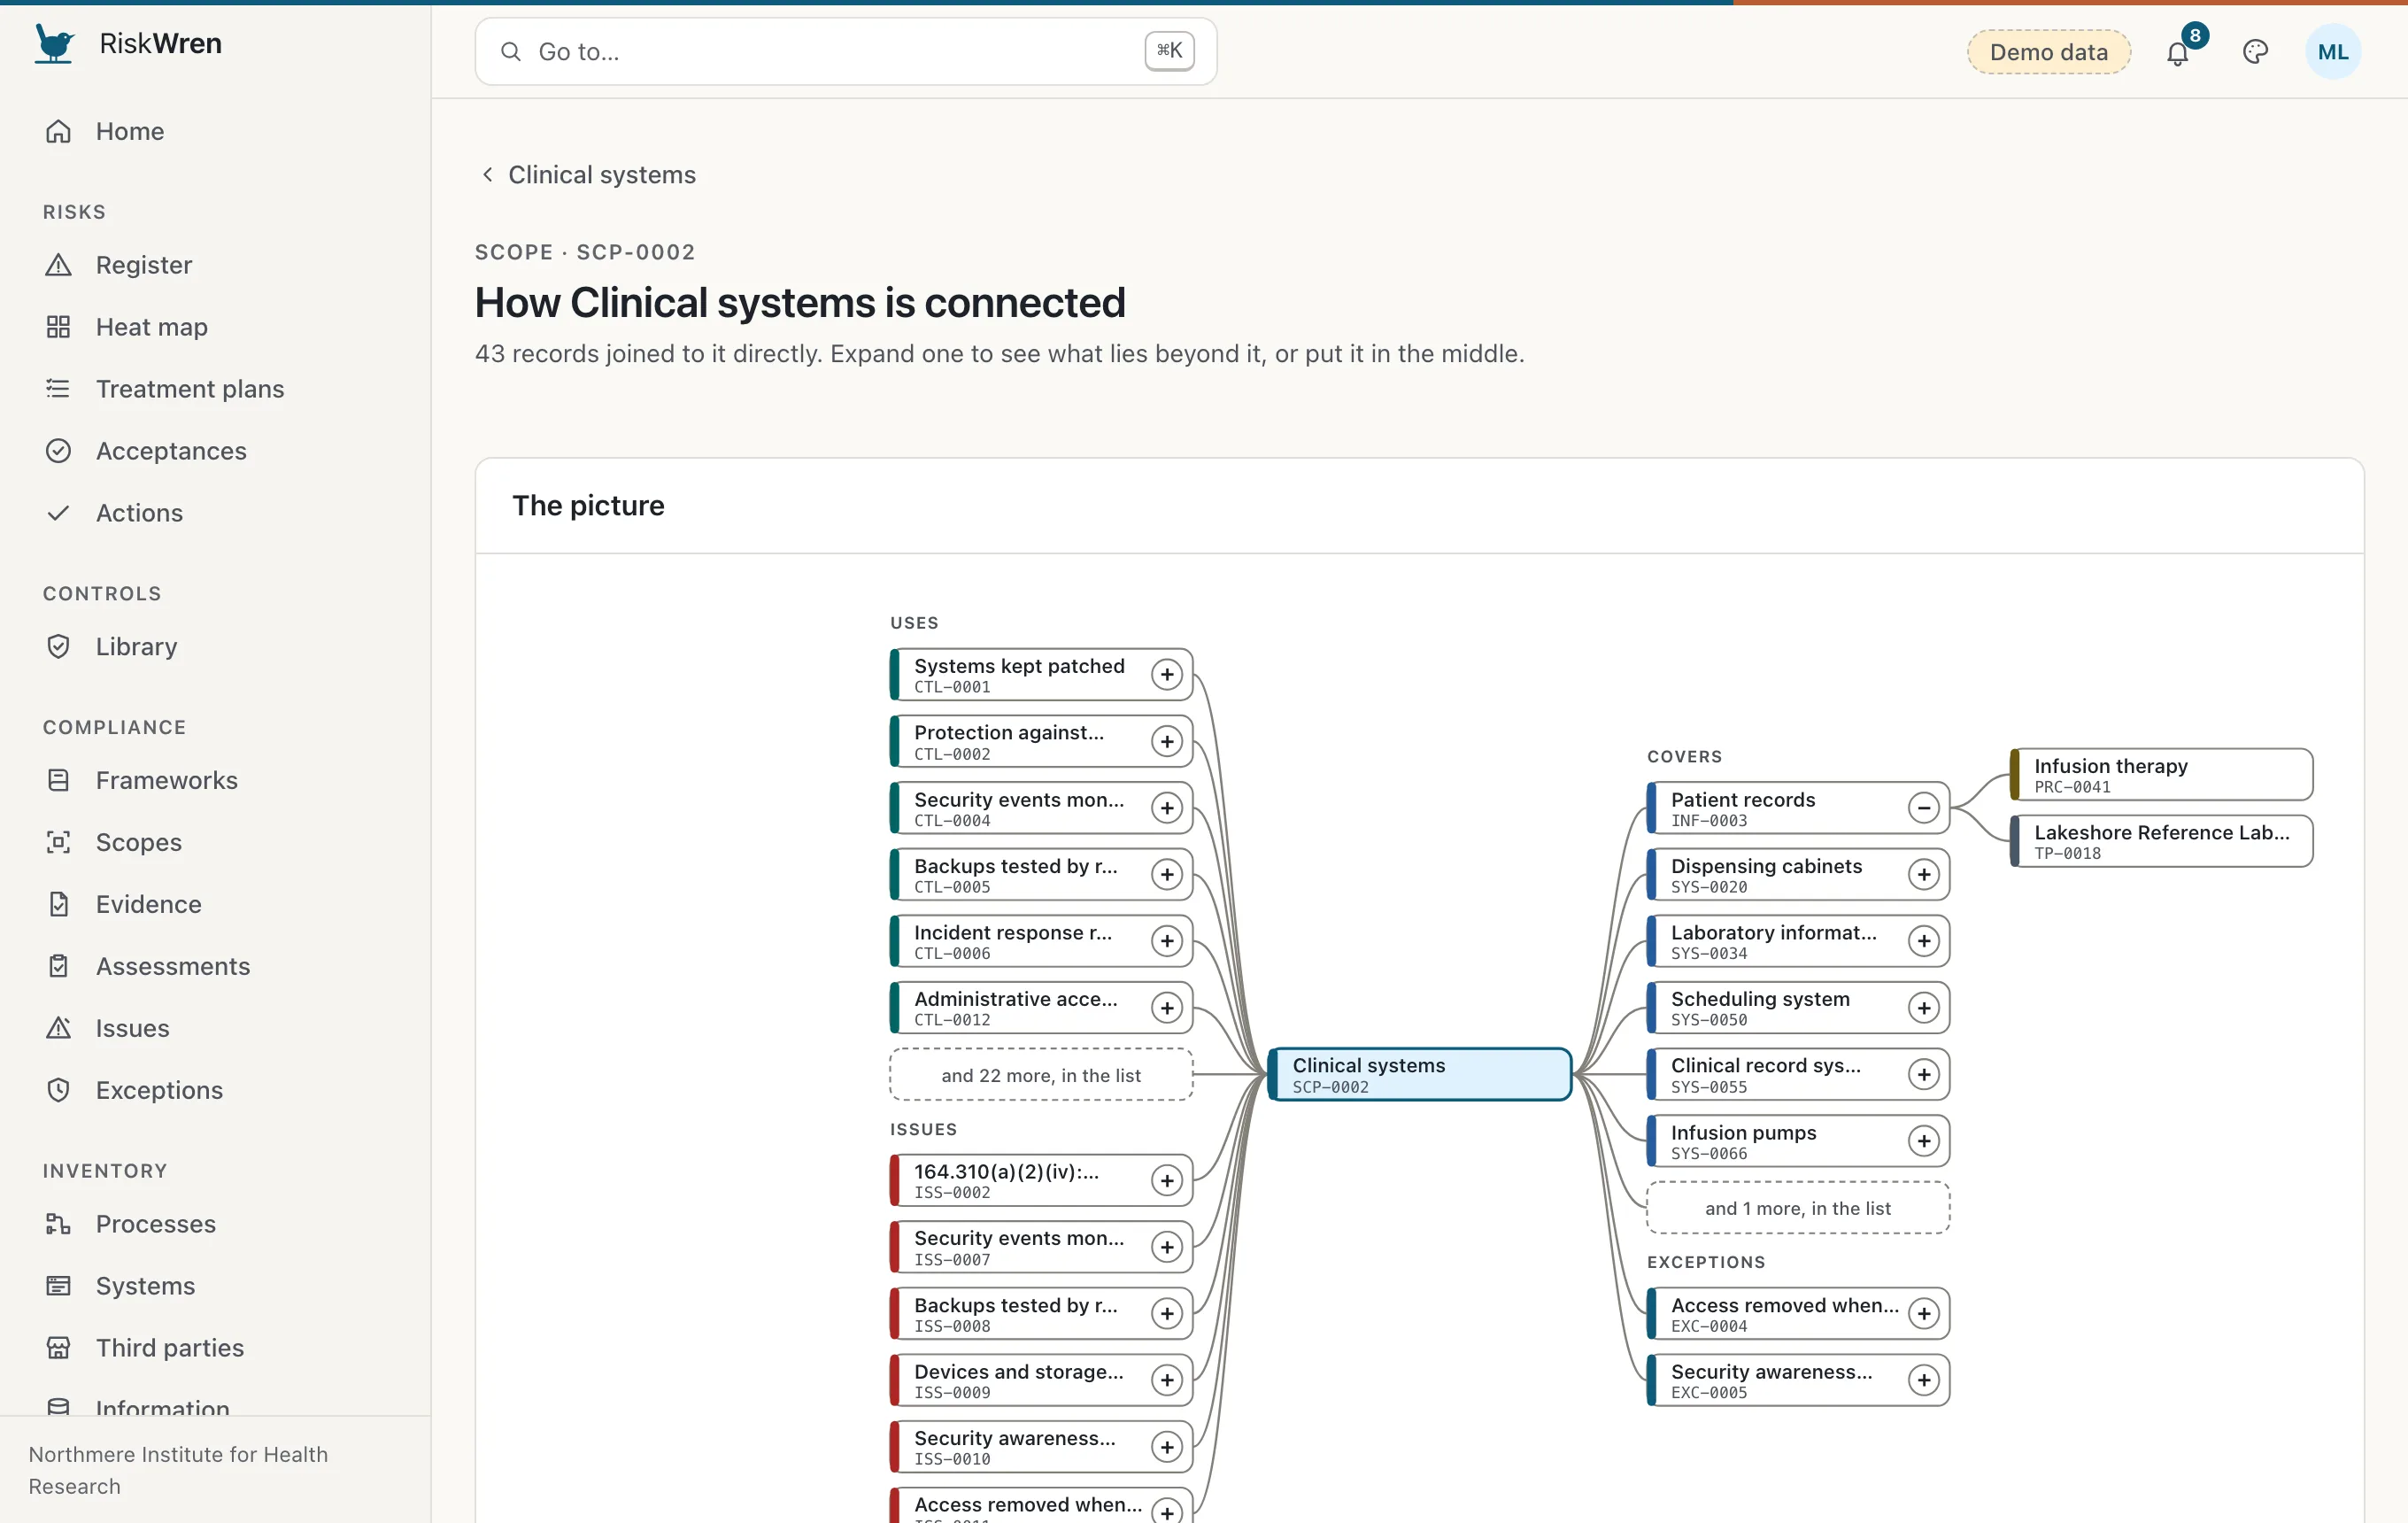 RiskWren
Go to...
⌘K
Demo data
8
ML
Home
RISKS
Register
Heat map
Treatment plans
Acceptances
Actions
CONTROLS
Library
COMPLIANCE
Frameworks
Scopes
Evidence
Assessments
Issues
Exceptions
INVENTORY
Processes
Systems
Third parties
Information
Northmere Institute for Health
Research
Clinical systems
SCOPE · SCP-0002
How Clinical systems is connected
43 records joined to it directly. Expand one to see what lies beyond it, or put it in the middle.
The picture
USES
Systems kept patched
CTL-0001
Protection against...
CTL-0002
Security events mon...
CTL-0004
Backups tested by r...
CTL-0005
Incident response r...
CTL-0006
Administrative acce...
CTL-0012
and 22 more, in the list
ISSUES
164.310(a)(2)(iv):...
ISS-0002
Security events mon...
ISS-0007
Backups tested by r...
ISS-0008
Devices and storage...
ISS-0009
Security awareness...
ISS-0010
Access removed when...
ISS-0011
Clinical systems
SCP-0002
COVERS
Patient records
INF-0003
Dispensing cabinets
SYS-0020
Laboratory informat...
SYS-0034
Scheduling system
SYS-0050
Clinical record sys...
SYS-0055
Infusion pumps
SYS-0066
and 1 more, in the list
EXCEPTIONS
Access removed when...
EXC-0004
Security awareness...
EXC-0005
Infusion therapy
PRC-0041
Lakeshore Reference Lab...
TP-0018